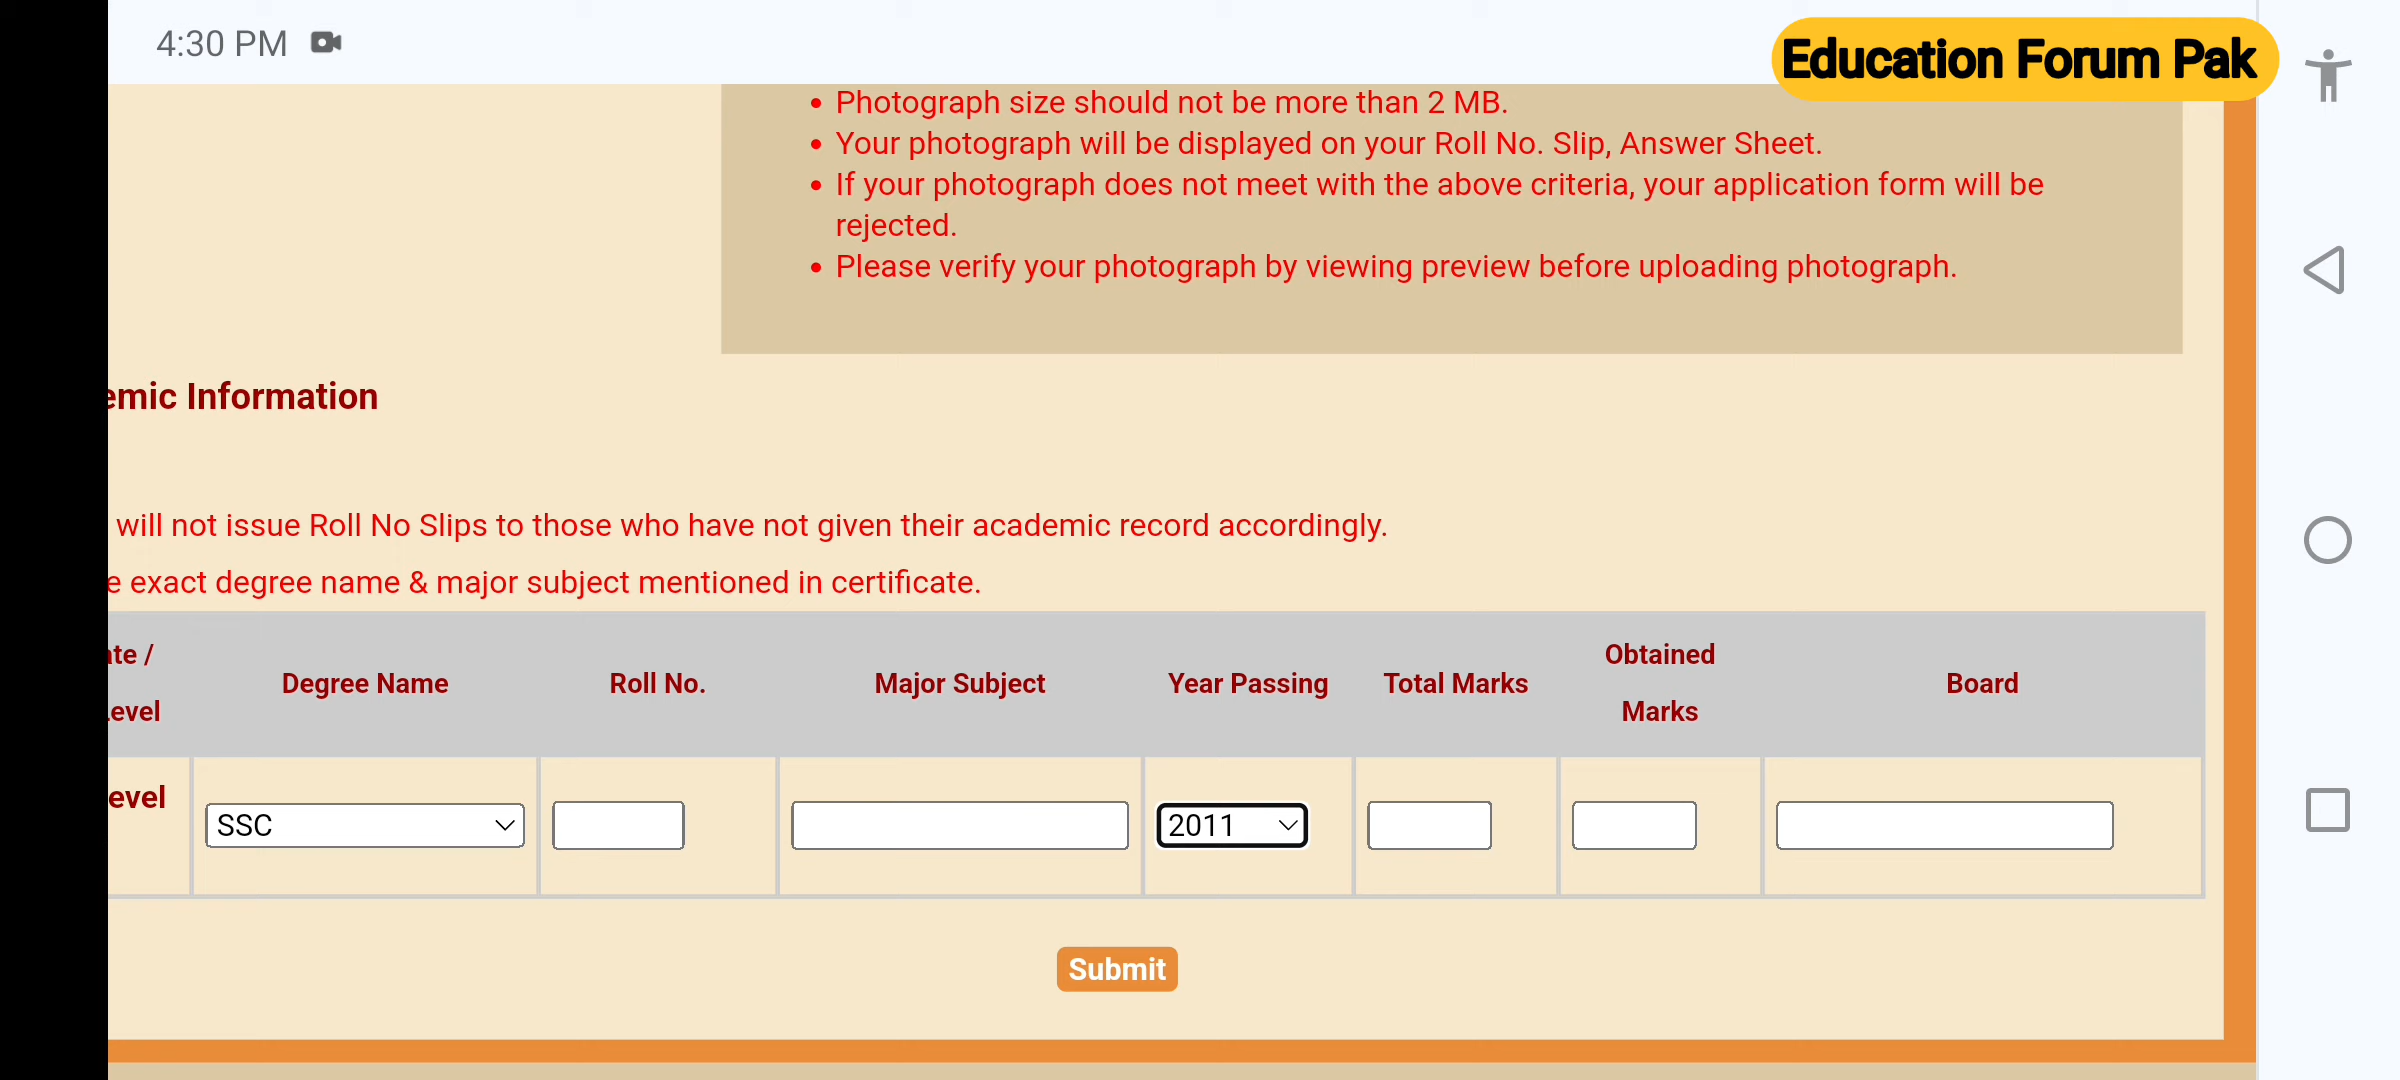 4:30 PM
Education Forum Pak
Photograph size should not be more than 2 MB.
Your photograph will be displayed on your Roll No. Slip, Answer Sheet.
If your photograph does not meet with the above criteria, your application form will be
rejected.
Please verify your photograph by viewing preview before uploading photograph.
emic Information
will not issue Roll No Slips to those who have not given their academic record accordingly.
e exact degree name & major subject mentioned in certificate.
te /
evel
Degree Name
Roll No.
Major Subject
Year Passing
Total Marks
Obtained
Marks
Board
evel
SSC
2011
Submit